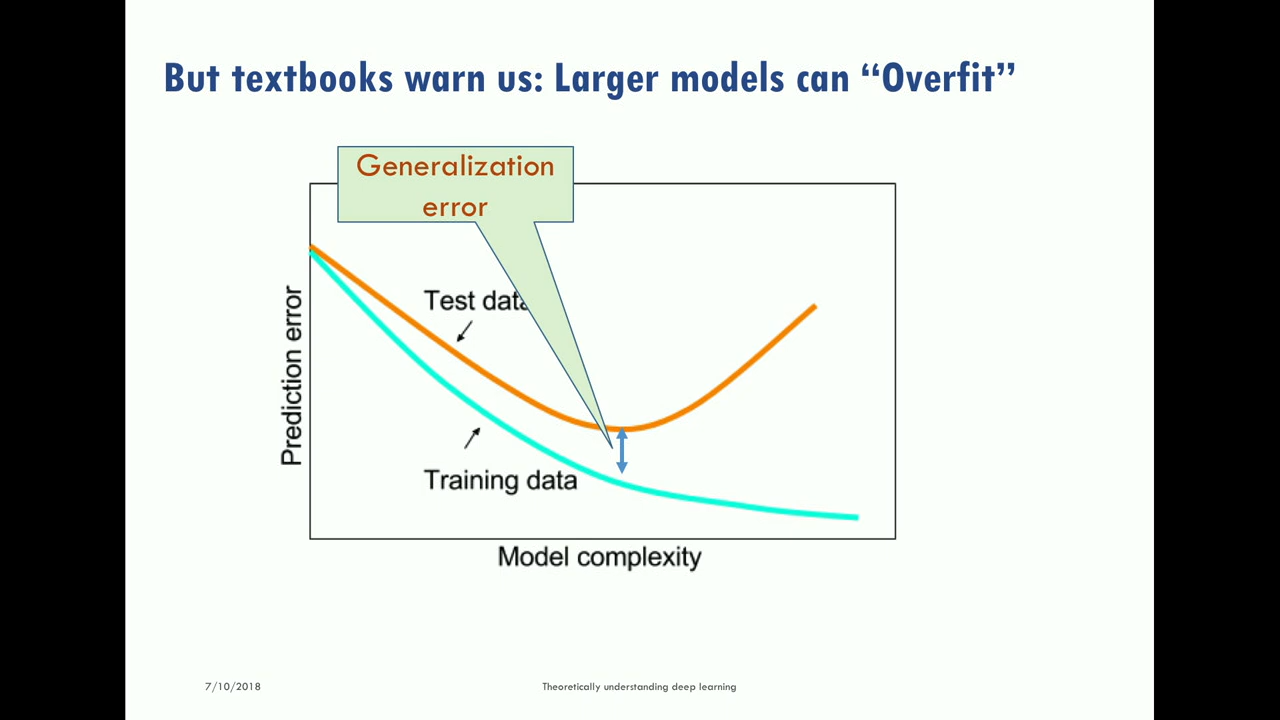 But textbooks warn us: Larger models can “Overfit”
Generalization
error
Test data
Prediction error
Training data
Model complexity
7/10/2018
Theoretically understanding deep learning